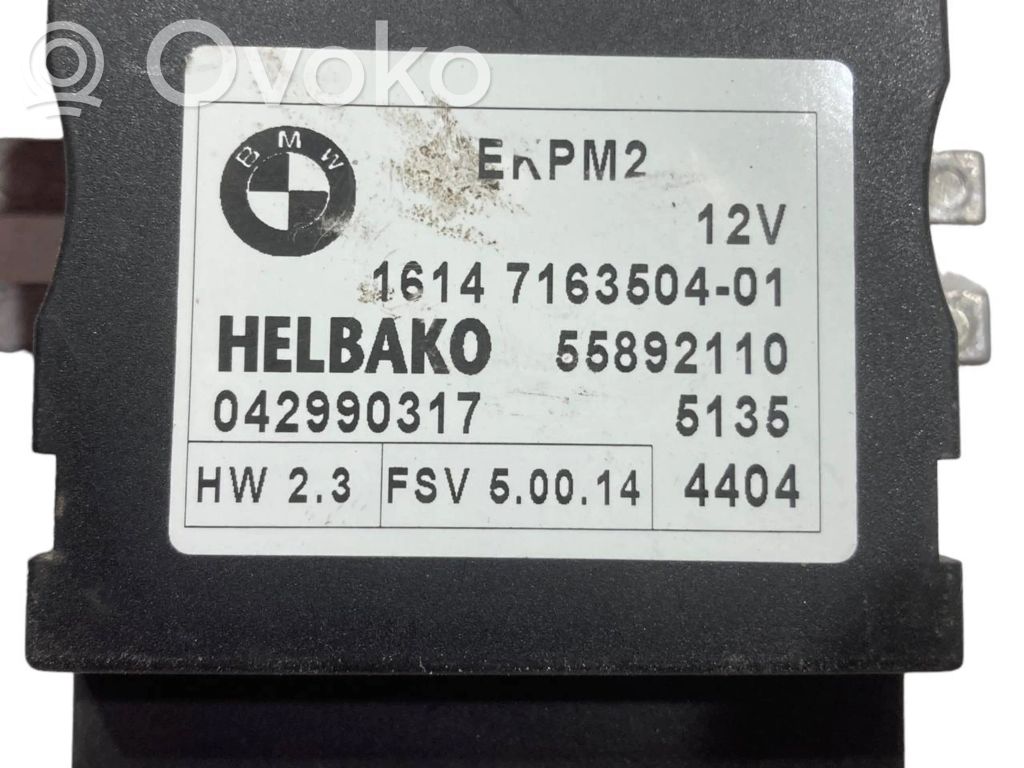 Ovoko
BMW
EKPM2
12V
1614 7163504-01
HELBAKO 55892110
042990317 5135
HW 2.3 FSV 5.00.14 4404